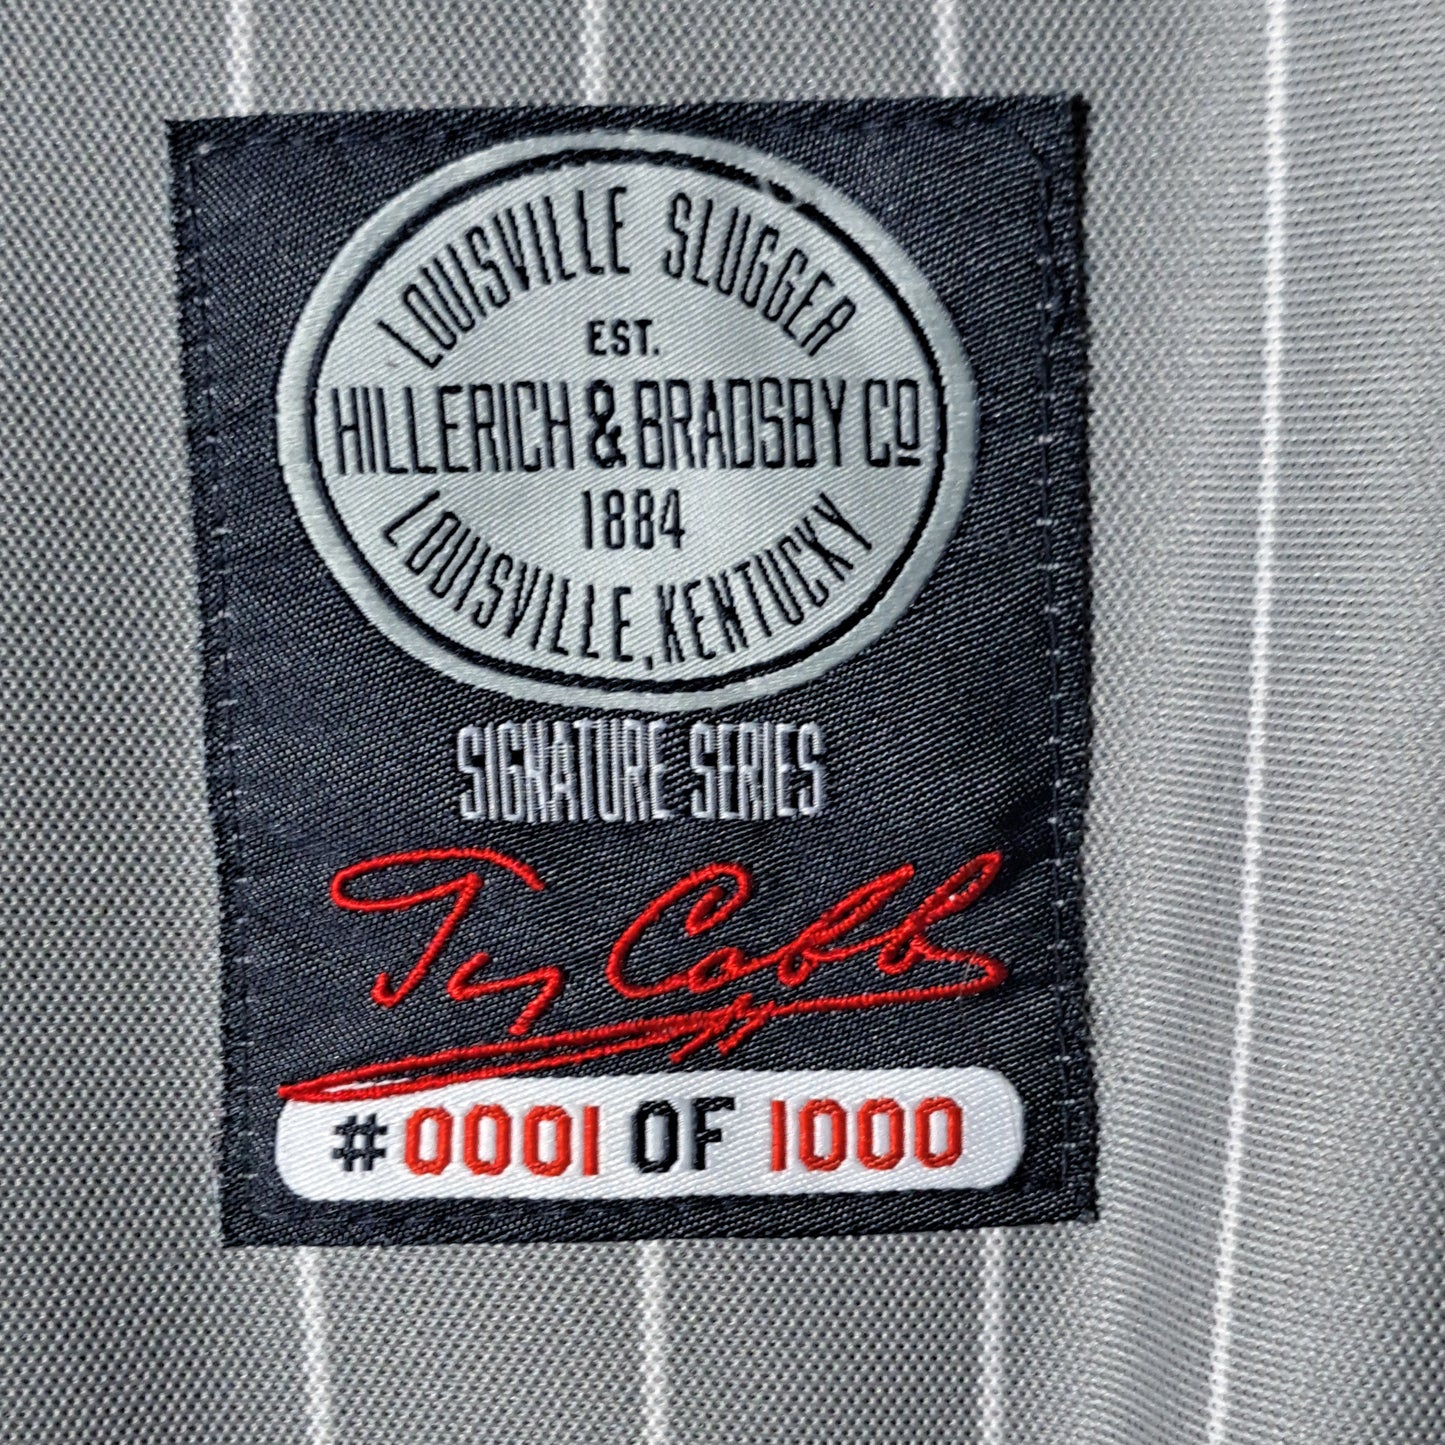 LOUISVILLE SLUGGER
EST.
HILLERICH & BRADSBY CO
1884
LOUISVILLE, KENTUCKY
SIGNATURE SERIES
Ty Cobb
#0001 OF 1000